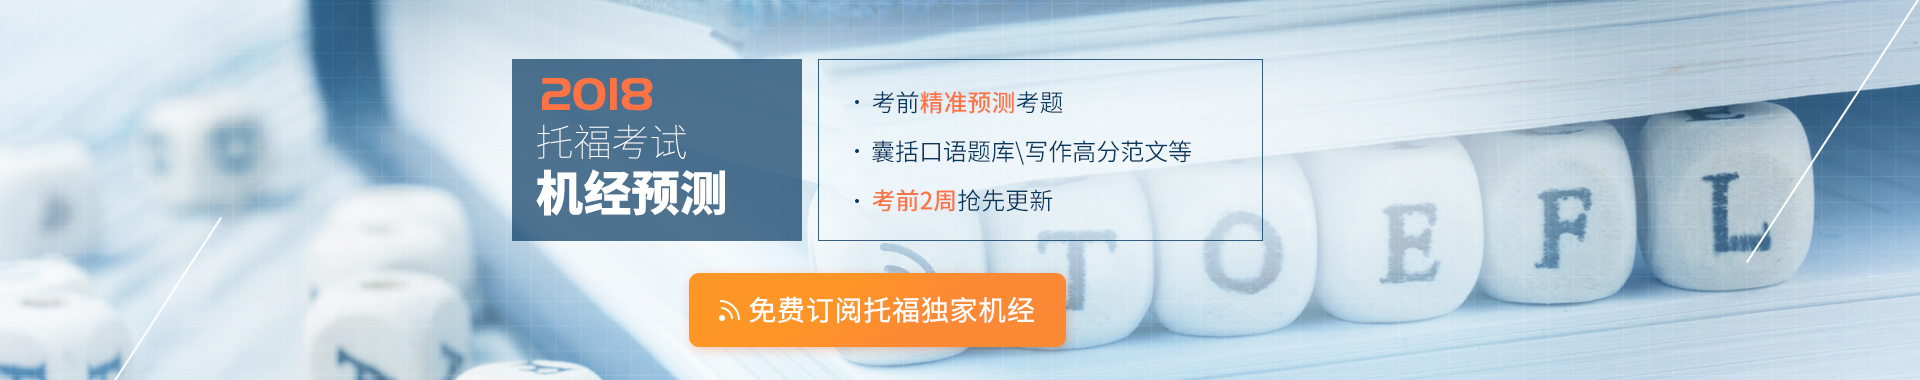 2018
托福考试
机经预测
· 考前精准预测考题
· 囊括口语题库\写作高分范文等
· 考前2周抢先更新
免费订阅托福独家机经
TOEFL